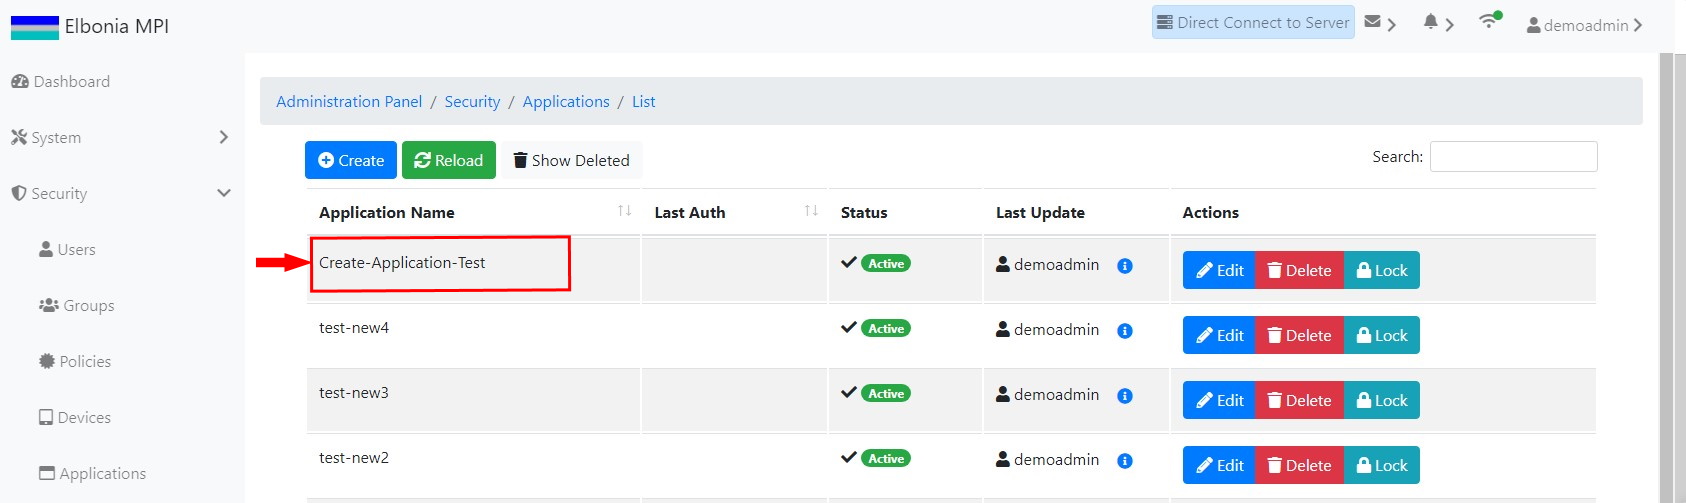 Elbonia MPI
Direct Connect to Server
demoadmin
Dashboard
System
Security
Users
Groups
Policies
Devices
Applications
Administration Panel / Security / Applications / List
Create Reload Show Deleted Search:
Application Name Last Auth Status Last Update Actions
Create-Application-Test Active demoadmin Edit Delete Lock
test-new4 Active demoadmin Edit Delete Lock
test-new3 Active demoadmin Edit Delete Lock
test-new2 Active demoadmin Edit Delete Lock